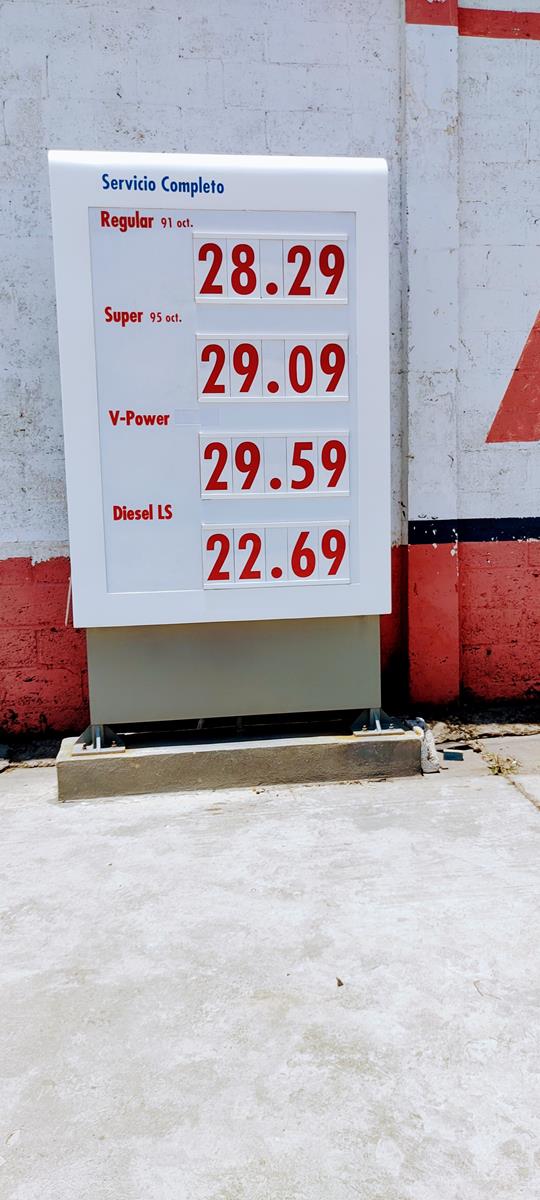 Servicio Completo
Regular 91 oct.
28.29
Super 95 oct.
29.09
V-Power
29.59
Diesel LS
22.69